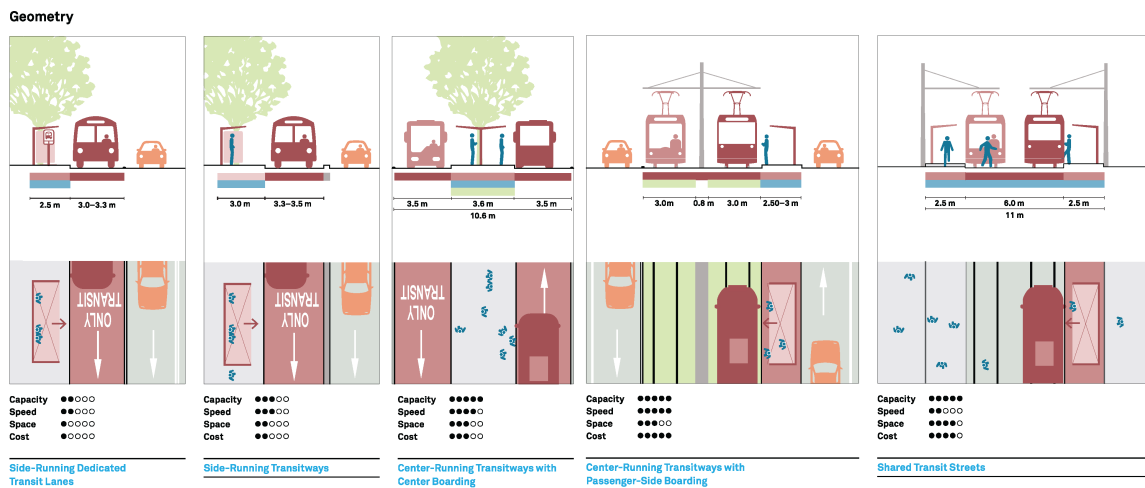 Geometry
2.5 m
3.0–3.3 m
3.0 m
3.3–3.5 m
3.5 m
3.6 m
3.5 m
10.6 m
3.0m
0.8 m
3.0 m
2.50–3 m
2.5 m
6.0 m
2.5 m
11 m
ONLY
TRANSIT
ONLY
TRANSIT
ONLY
TRANSIT
Capacity
Speed
Space
Cost
Side-Running Dedicated
Transit Lanes
Capacity
Speed
Space
Cost
Side-Running Transitways
Capacity
Speed
Space
Cost
Center-Running Transitways with
Center Boarding
Capacity
Speed
Space
Cost
Center-Running Transitways with
Passenger-Side Boarding
Capacity
Speed
Space
Cost
Shared Transit Streets